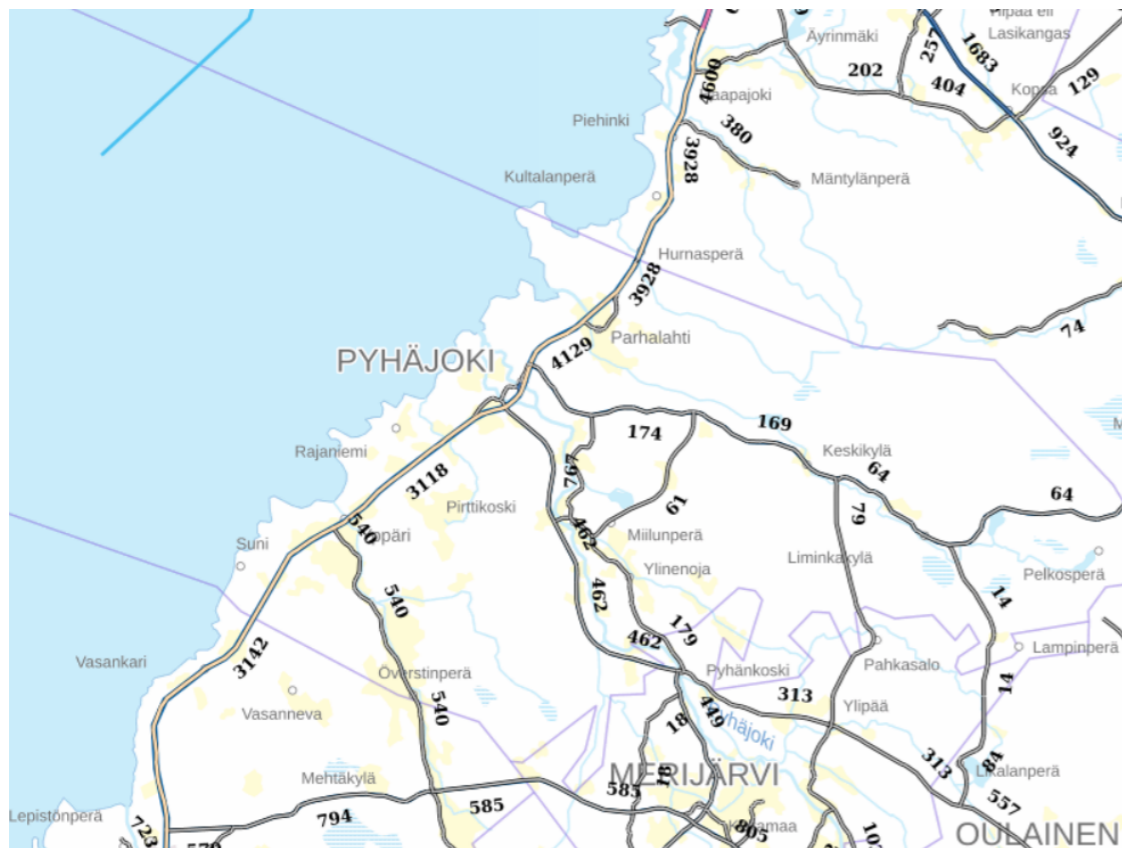 Äyrinmäki
Lasikangas
257
1683
202
404
Kopsa
129
924
4600
Piehinki
380
3928
Kultalanperä
Mäntylänperä
Hurnasperä
3928
74
Parhalahti
4129
PYHÄJOKI
169
174
Keskikylä
64
64
Rajaniemi
3118
767
61
79
Pirttikoski
540
462
Miilunperä
Suni
Liminkakylä
Ylinenoja
Pelkosperä
540
462
14
179
462
3142
Lampinperä
Vasankari
Pahkasalo
Överstinperä
Pyhänkoski
14
313
540
449
Vasanneva
Ylipää
18
Pyhäjoki
313
84
Mehtäkylä
18
MERIJÄRVI
Likalanperä
585
585
557
Lepistönperä
794
723
805
OULAINEN